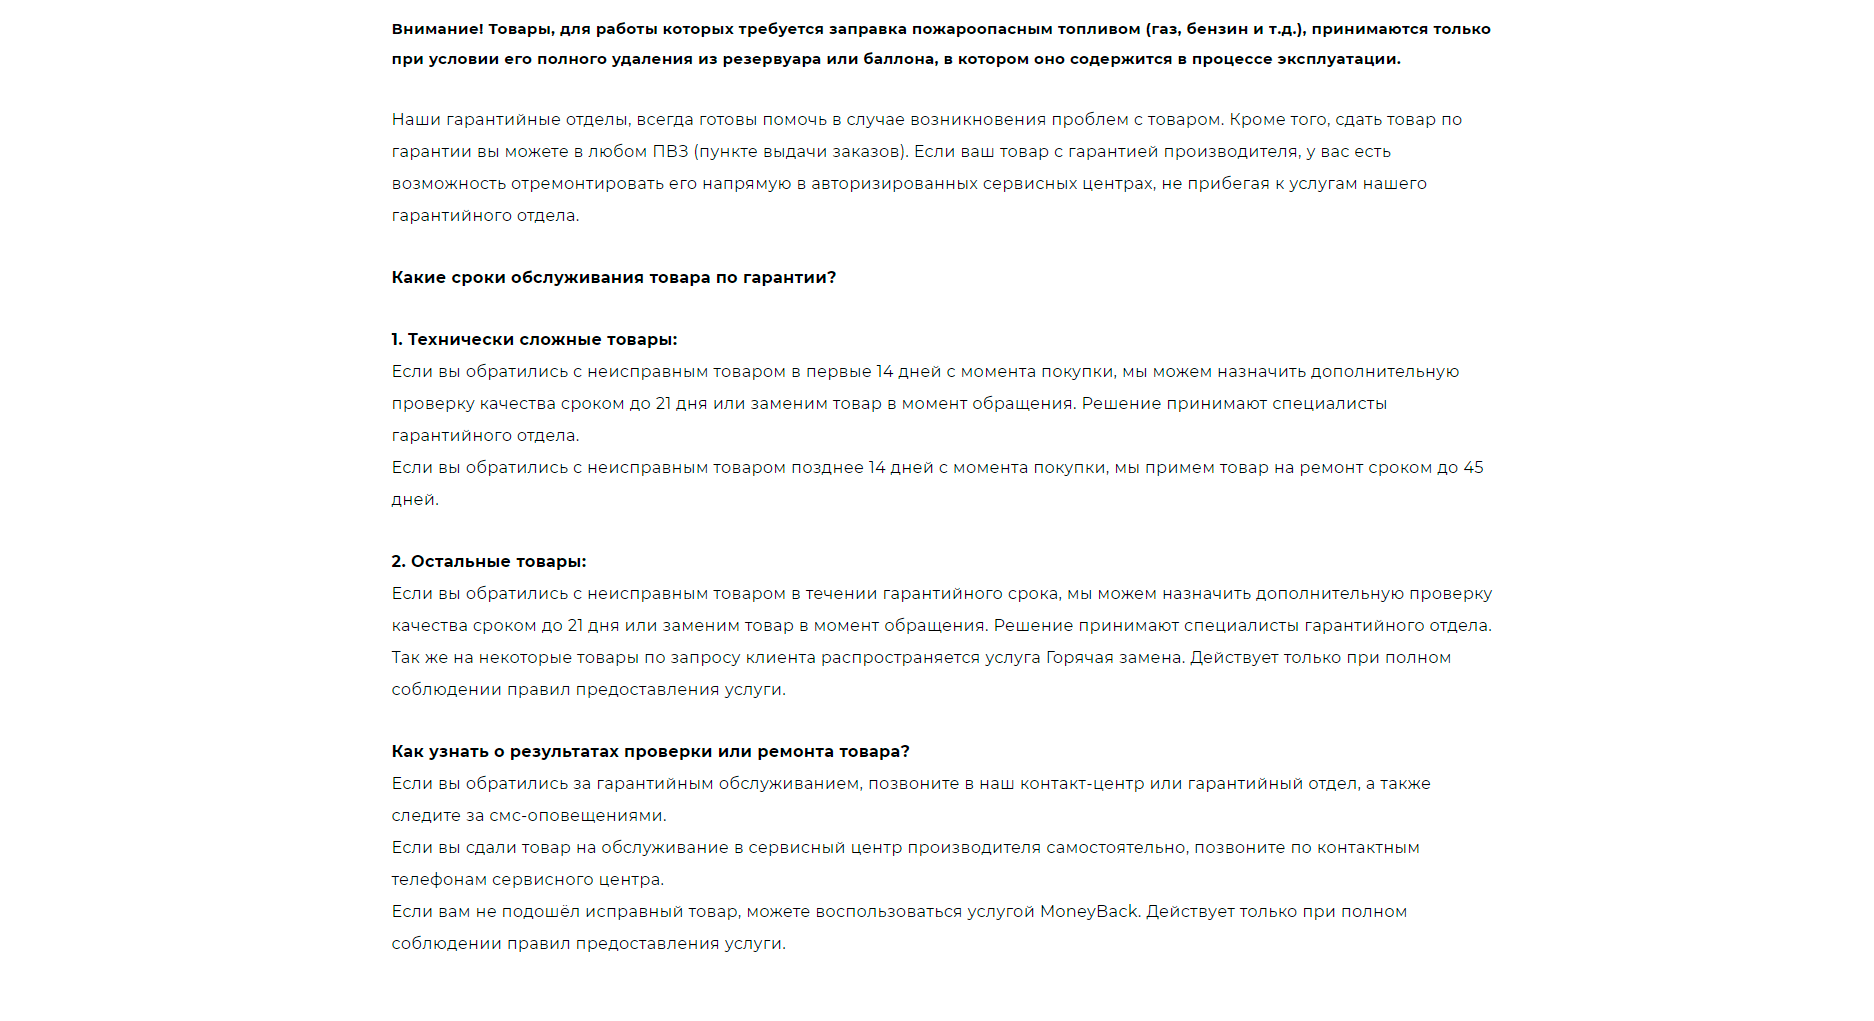 Внимание! Товары, для работы которых требуется заправка пожароопасным топливом (газ, бензин и т.д.), принимаются только
при условии его полного удаления из резервуара или баллона, в котором оно содержится в процессе эксплуатации.
Наши гарантийные отделы, всегда готовы помочь в случае возникновения проблем с товаром. Кроме того, сдать товар по
гарантии вы можете в любом ПВЗ (пункте выдачи заказов). Если ваш товар с гарантией производителя, у вас есть
возможность отремонтировать его напрямую в авторизированных сервисных центрах, не прибегая к услугам нашего
гарантийного отдела.
Какие сроки обслуживания товара по гарантии?
1. Технически сложные товары:
Если вы обратились с неисправным товаром в первые 14 дней с момента покупки, мы можем назначить дополнительную
проверку качества сроком до 21 дня или заменим товар в момент обращения. Решение принимают специалисты
гарантийного отдела.
Если вы обратились с неисправным товаром позднее 14 дней с момента покупки, мы примем товар на ремонт сроком до 45
дней.
2. Остальные товары:
Если вы обратились с неисправным товаром в течении гарантийного срока, мы можем назначить дополнительную проверку
качества сроком до 21 дня или заменим товар в момент обращения. Решение принимают специалисты гарантийного отдела.
Так же на некоторые товары по запросу клиента распространяется услуга Горячая замена. Действует только при полном
соблюдении правил предоставления услуги.
Как узнать о результатах проверки или ремонта товара?
Если вы обратились за гарантийным обслуживанием, позвоните в наш контакт-центр или гарантийный отдел, а также
следите за смс-оповещениями.
Если вы сдали товар на обслуживание в сервисный центр производителя самостоятельно, позвоните по контактным
телефонам сервисного центра.
Если вам не подошёл исправный товар, можете воспользоваться услугой MoneyBack. Действует только при полном
соблюдении правил предоставления услуги.